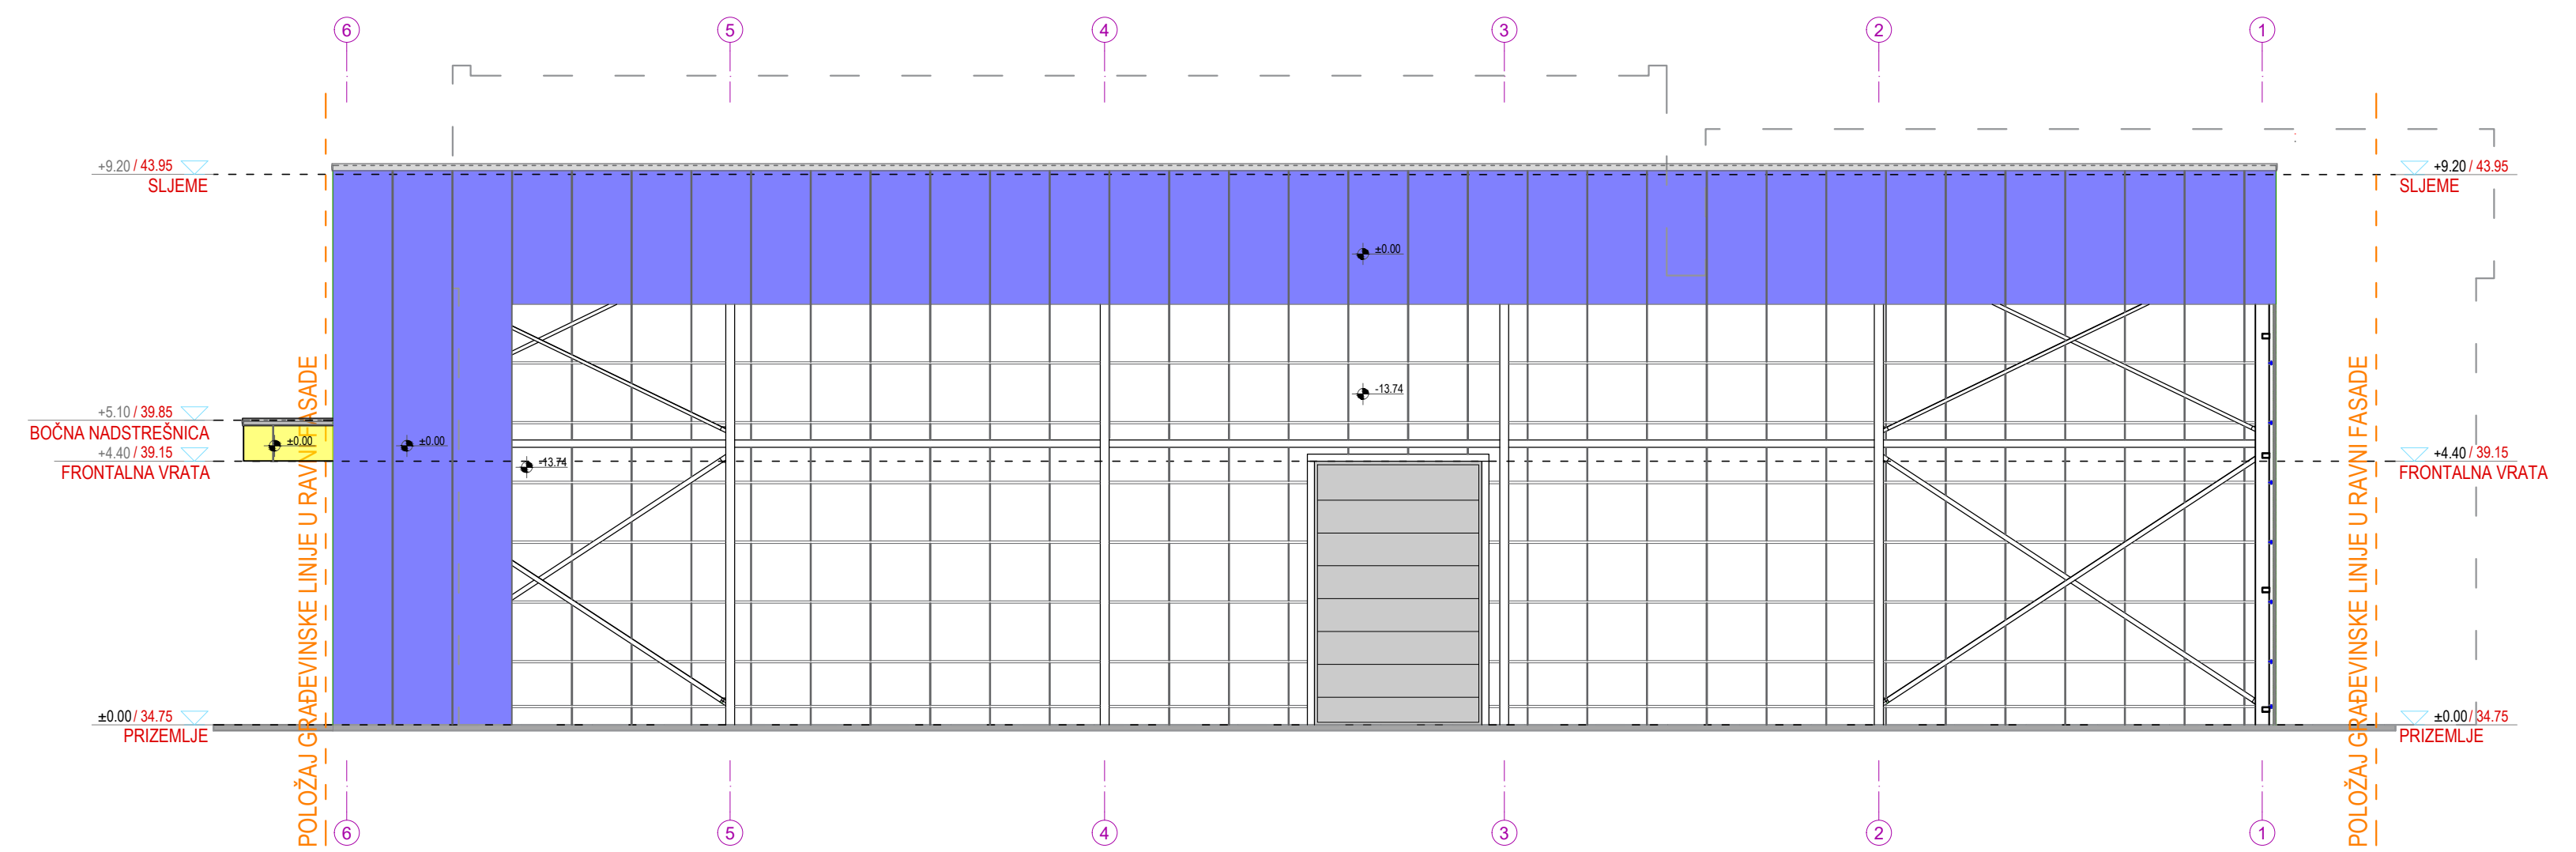 6 5 4 3 2 1
+9.20 / 43.95
SLJEME
+9.20 / 43.95
SLJEME
±0.00
-13.74
+5.10 / 39.85
BOČNA NADSTREŠNICA
±0.00
±0.00
+4.40 / 39.15
FRONTALNA VRATA
-13.74
+4.40 / 39.15
FRONTALNA VRATA
POLOŽAJ GRAĐEVINSKE LINIJE U RAVNI FASADE
POLOŽAJ GRAĐEVINSKE LINIJE U RAVNI FASADE
±0.00 / 34.75
PRIZEMLJE
±0.00 / 34.75
PRIZEMLJE
6 5 4 3 2 1